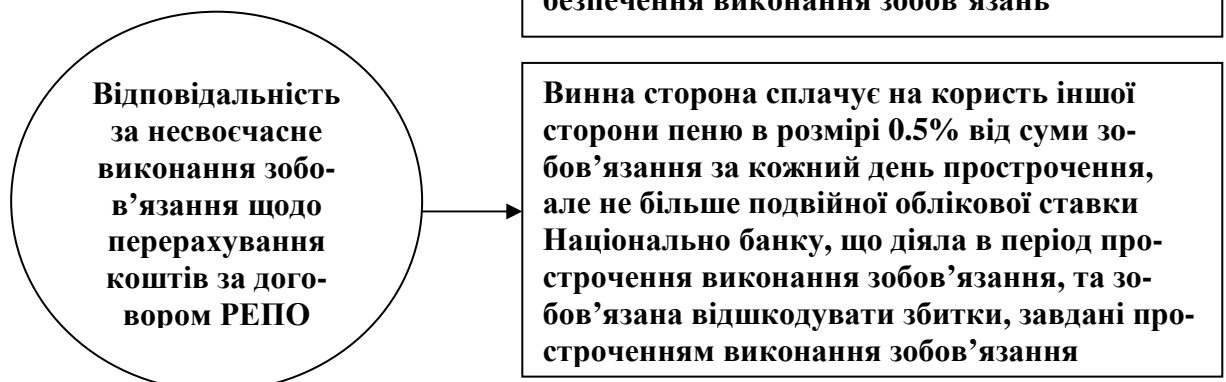 безпечення виконання зобов’язань
Відповідальність
за несвоєчасне
виконання зобо-
в’язання щодо
перерахування
коштів за дого-
вором РЕПО
Винна сторона сплачує на користь іншої
сторони пеню в розмірі 0.5% від суми зо-
бов’язання за кожний день прострочення,
але не більше подвійної облікової ставки
Національно банку, що діяла в період про-
строчення виконання зобов’язання, та зо-
бов’язана відшкодувати збитки, завдані про-
строченням виконання зобов’язання